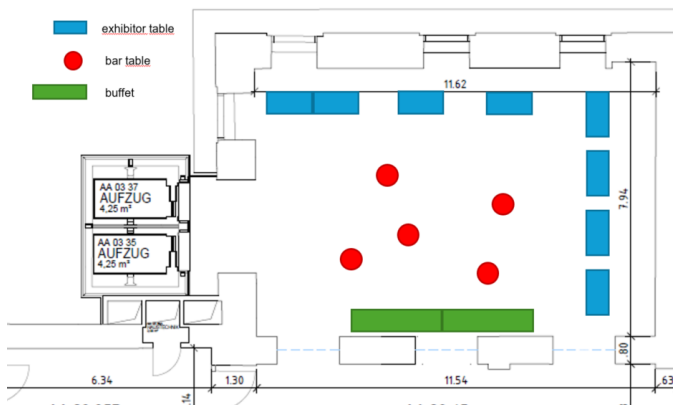 exhibitor table
bar table
buffet
11.62
7.94
AA 03 37
AUFZUG
4,25 m²
AA 03 35
AUFZUG
4,25 m²
.80
6.34
1.30
11.54
63
.14